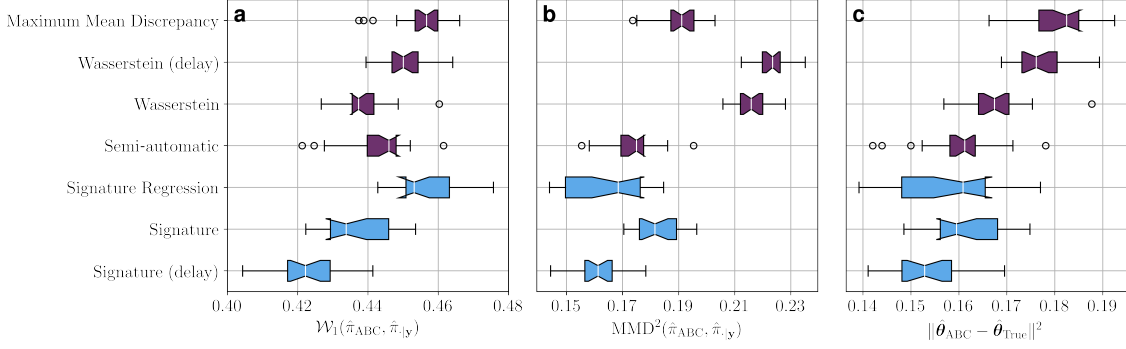 a
b
c
Maximum Mean Discrepancy
Wasserstein (delay)
Wasserstein
Semi-automatic
Signature Regression
Signature
Signature (delay)
0.40 0.42 0.44 0.46 0.48
0.15 0.17 0.19 0.21 0.23
0.14 0.15 0.16 0.17 0.18 0.19
𝒲₁(π̂_ABC, π̂_·|𝐲)
MMD²(π̂_ABC, π̂_·|𝐲)
‖𝛉̂_ABC − 𝛉̂_True‖²